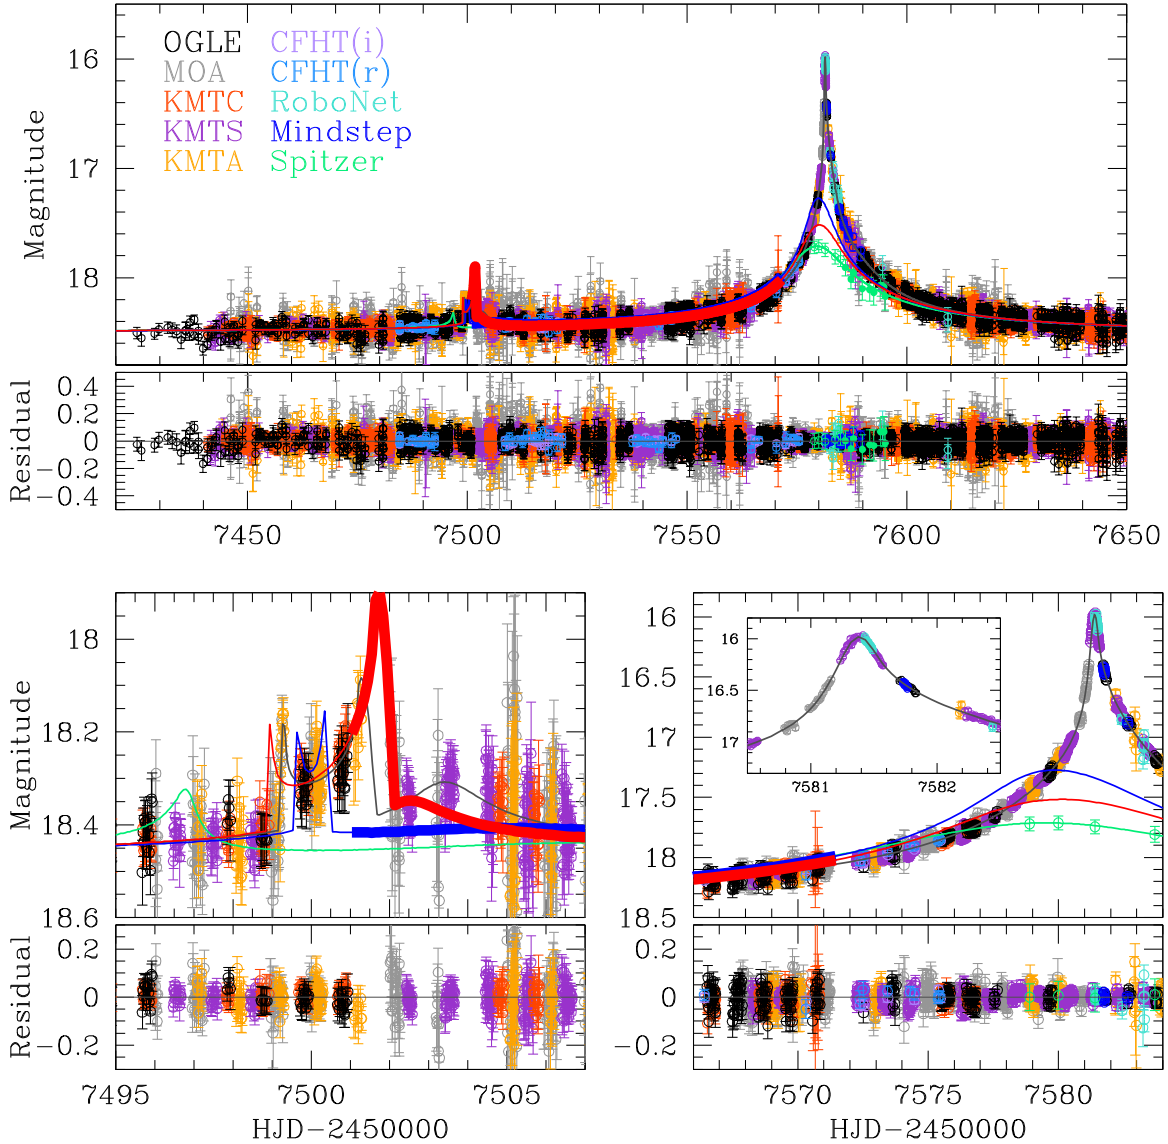 OGLE CFHT(i)
MOA CFHT(r)
KMTC RoboNet
KMTS Mindstep
KMTA Spitzer
Magnitude
16
17
18
Residual
0.4
0.2
0
−0.2
−0.4
7450 7500 7550 7600 7650
Magnitude
18
18.2
18.4
18.6
Residual
0.2
0
−0.2
7495 7500 7505
HJD−2450000
16
16.5
17
17.5
18
18.5
16
16.5
17
7581 7582
0.2
0
−0.2
7570 7575 7580
HJD−2450000